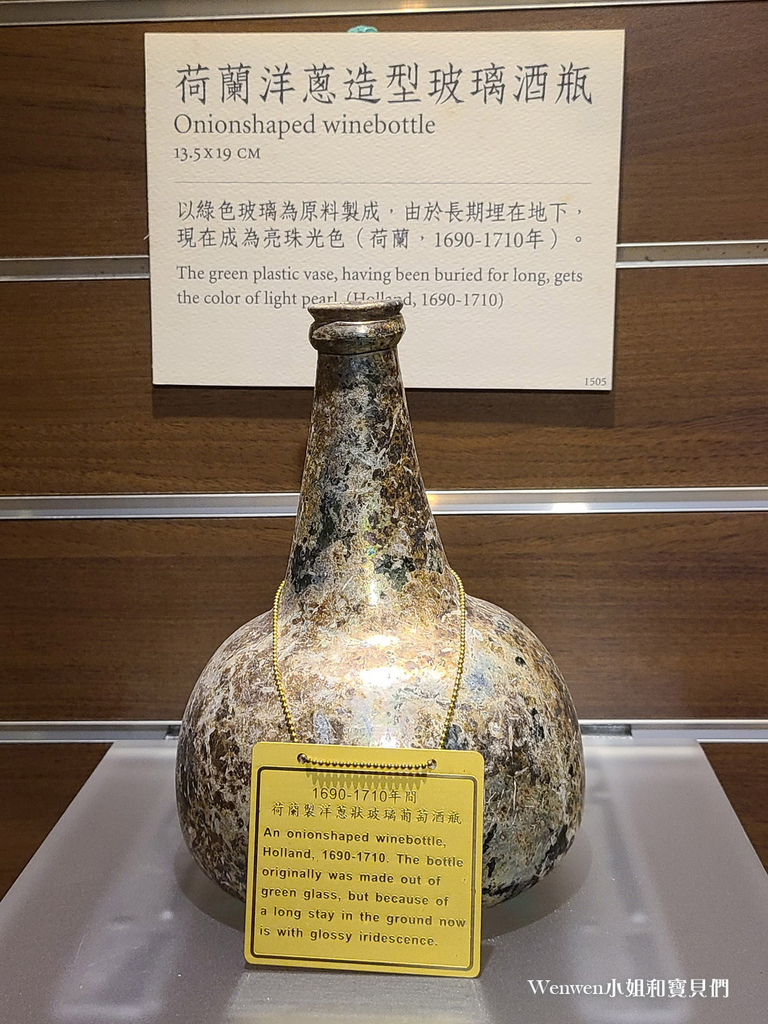 荷蘭洋蔥造型玻璃酒瓶
Onionshaped winebottle
13.5 x 19 CM
以綠色玻璃為原料製成，由於長期埋在地下，
現在成為亮珠光色（荷蘭，1690-1710年）。
The green plastic vase, having been buried for long, gets
the color of light pearl. (Holland, 1690-1710)
1505
1690-1710年間
荷蘭製洋蔥狀玻璃葡萄酒瓶
An onionshaped winebottle,
Holland, 1690-1710. The bottle
originally was made out of
green glass, but because of
a long stay in the ground now
is with glossy iridescence.
Wenwen小姐和寶貝們